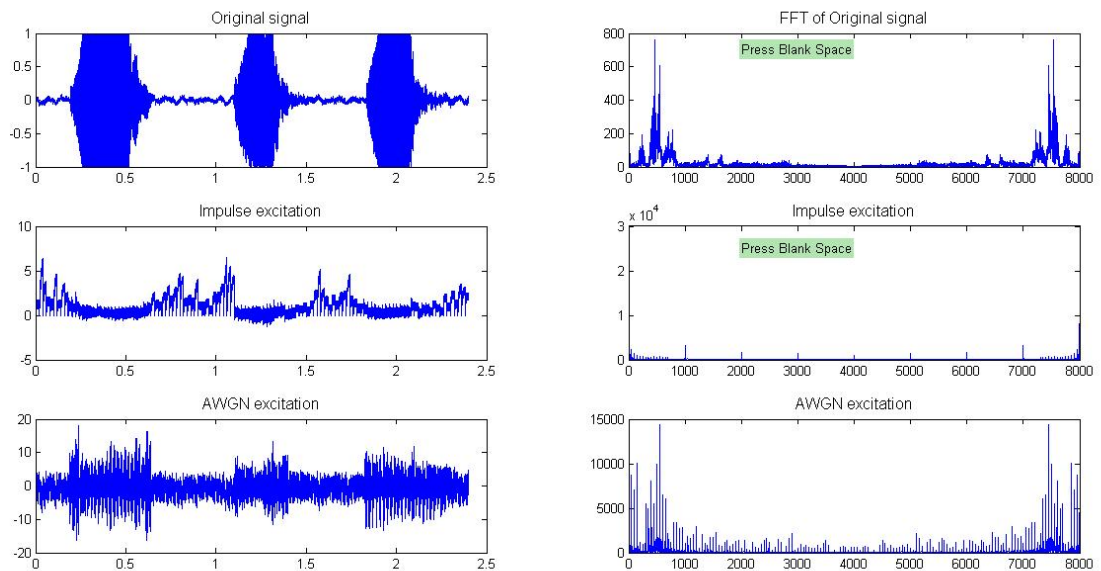 Original signal
1
0.5
0
-0.5
-1
0 0.5 1 1.5 2 2.5
FFT of Original signal
Press Blank Space
800
600
400
200
0
0 1000 2000 3000 4000 5000 6000 7000 8000
Impulse excitation
10
5
0
-5
0 0.5 1 1.5 2 2.5
Impulse excitation
x 10^4
Press Blank Space
3
2
1
0
0 1000 2000 3000 4000 5000 6000 7000 8000
AWGN excitation
20
10
0
-10
-20
0 0.5 1 1.5 2 2.5
AWGN excitation
15000
10000
5000
0
0 1000 2000 3000 4000 5000 6000 7000 8000